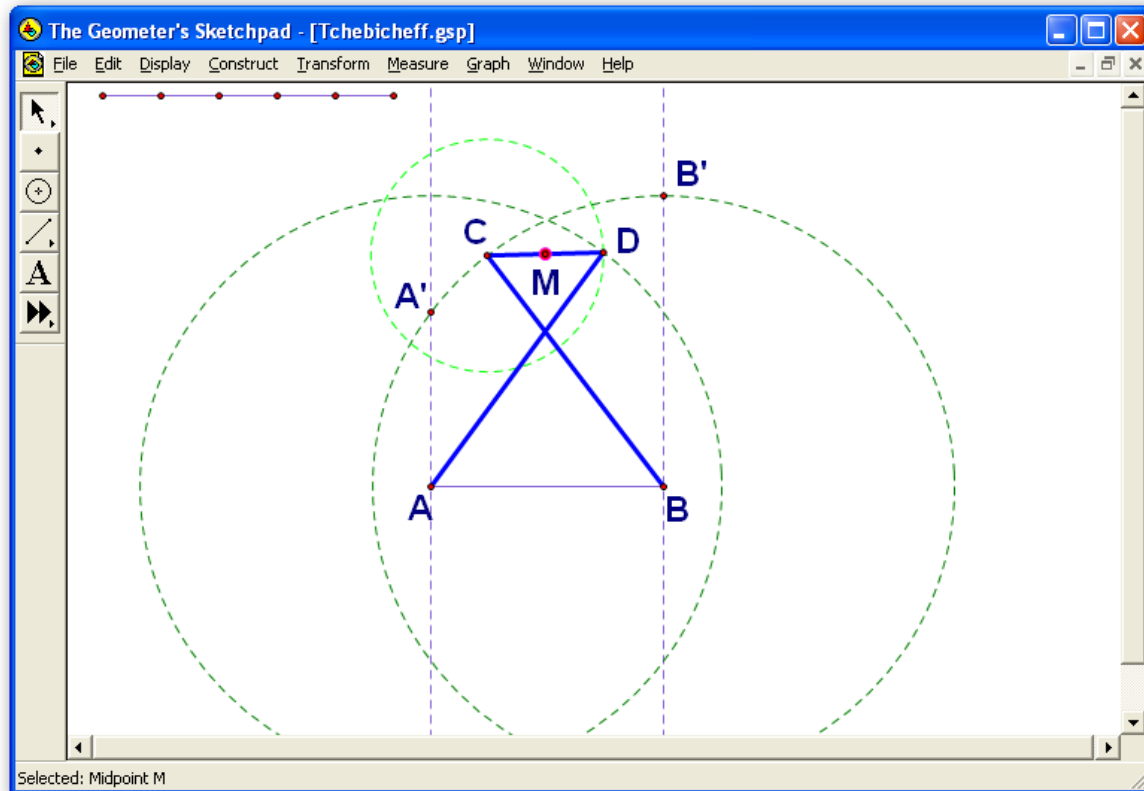 The Geometer's Sketchpad - [Tchebicheff.gsp]
File Edit Display Construct Transform Measure Graph Window Help
A
B'
C
D
M
A'
A
B
Selected: Midpoint M